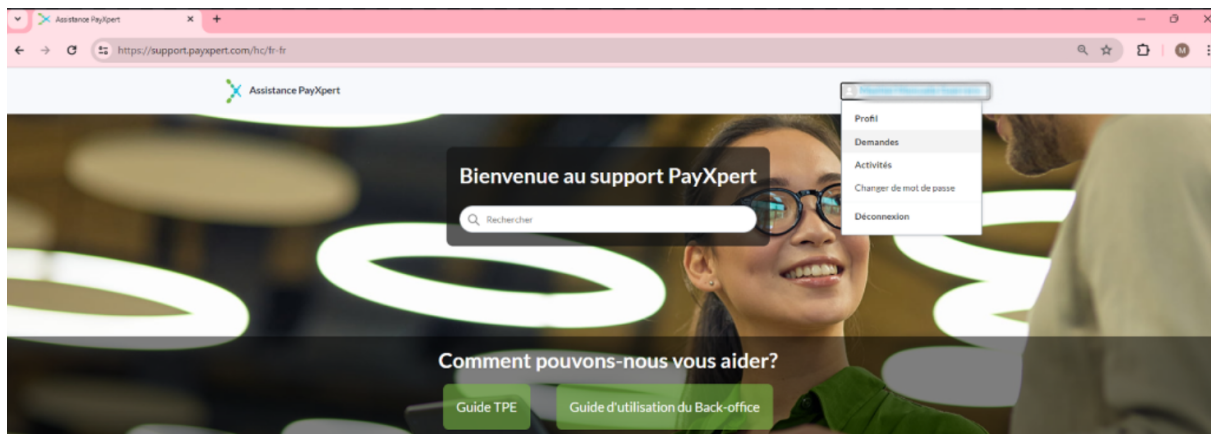 Assistance PayXpert
https://support.payxpert.com/hc/fr-fr
M
Assistance PayXpert
Profil
Demandes
Activités
Changer de mot de passe
Déconnexion
Bienvenue au support PayXpert
Rechercher
Comment pouvons-nous vous aider?
Guide TPE
Guide d'utilisation du Back-office